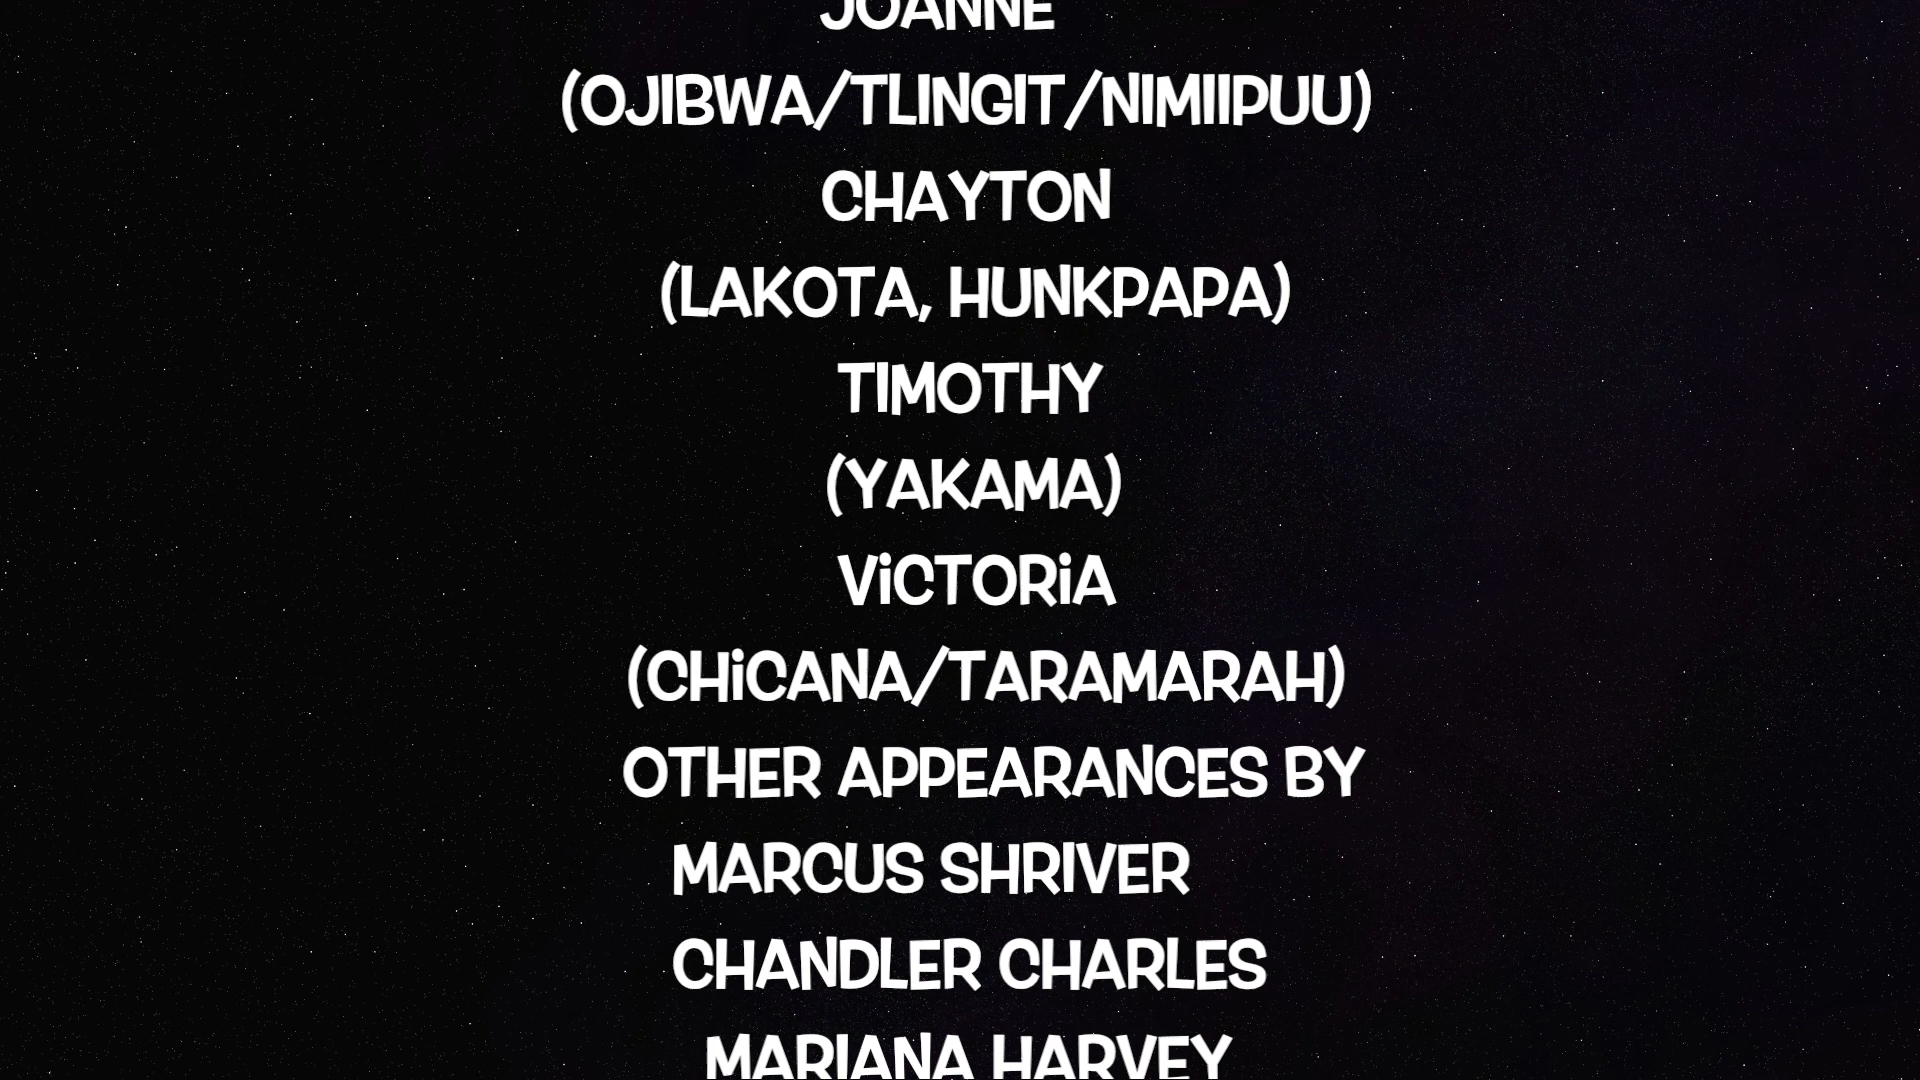 JOANNE
(OJIBWA/TLINGIT/NIMIIPUU)
CHAYTON
(LAKOTA, HUNKPAPA)
TIMOTHY
(YAKAMA)
ViCTORiA
(CHiCANA/TARAMARAH)
OTHER APPEARANCES BY
MARCUS SHRIVER
CHANDLER CHARLES
MARIANA HARVEY